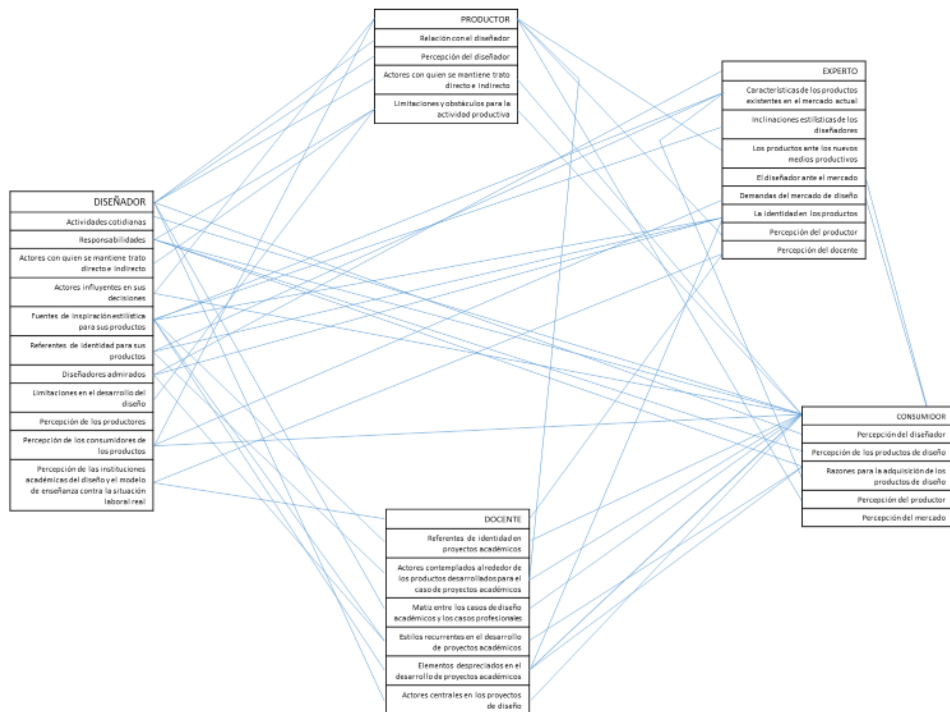 PRODUCTOR
Relación con el diseñador
Percepción del diseñador
Actores con quien se mantiene trato
directo e indirecto
Limitaciones y obstáculos para la
actividad productiva
EXPERTO
Características de los productos
existentes en el mercado actual
Inclinaciones estilísticas de los
diseñadores
Los productos ante los nuevos
medios productivos
El diseñador ante el mercado
Demandas del mercado de diseño
La identidad en los productos
Percepción del productor
Percepción del docente
DISEÑADOR
Actividades cotidianas
Responsabilidades
Actores con quien se mantiene trato
directo e indirecto
Actores influyentes en sus
decisiones
Fuentes de inspiración estilística
para sus productos
Referentes de identidad para sus
productos
Diseñadores admirados
Limitaciones en el desarrollo del
diseño
Percepción de los productores
Percepción de los consumidores de
los productos
Percepción de las instituciones
académicas del diseño y el modelo
de enseñanza contra la situación
laboral real
CONSUMIDOR
Percepción del diseñador
Percepción de los productos de diseño
Razones para la adquisición de los
productos de diseño
Percepción del productor
Percepción del mercado
DOCENTE
Referentes de identidad en
proyectos académicos
Actores contemplados alrededor de
los productos desarrollados para el
caso de proyectos académicos
Matiz entre los casos de diseño
académicos y los casos profesionales
Estilos recurrentes en el desarrollo
de proyectos académicos
Elementos despreciados en el
desarrollo de proyectos académicos
Actores centrales en los proyectos
de diseño